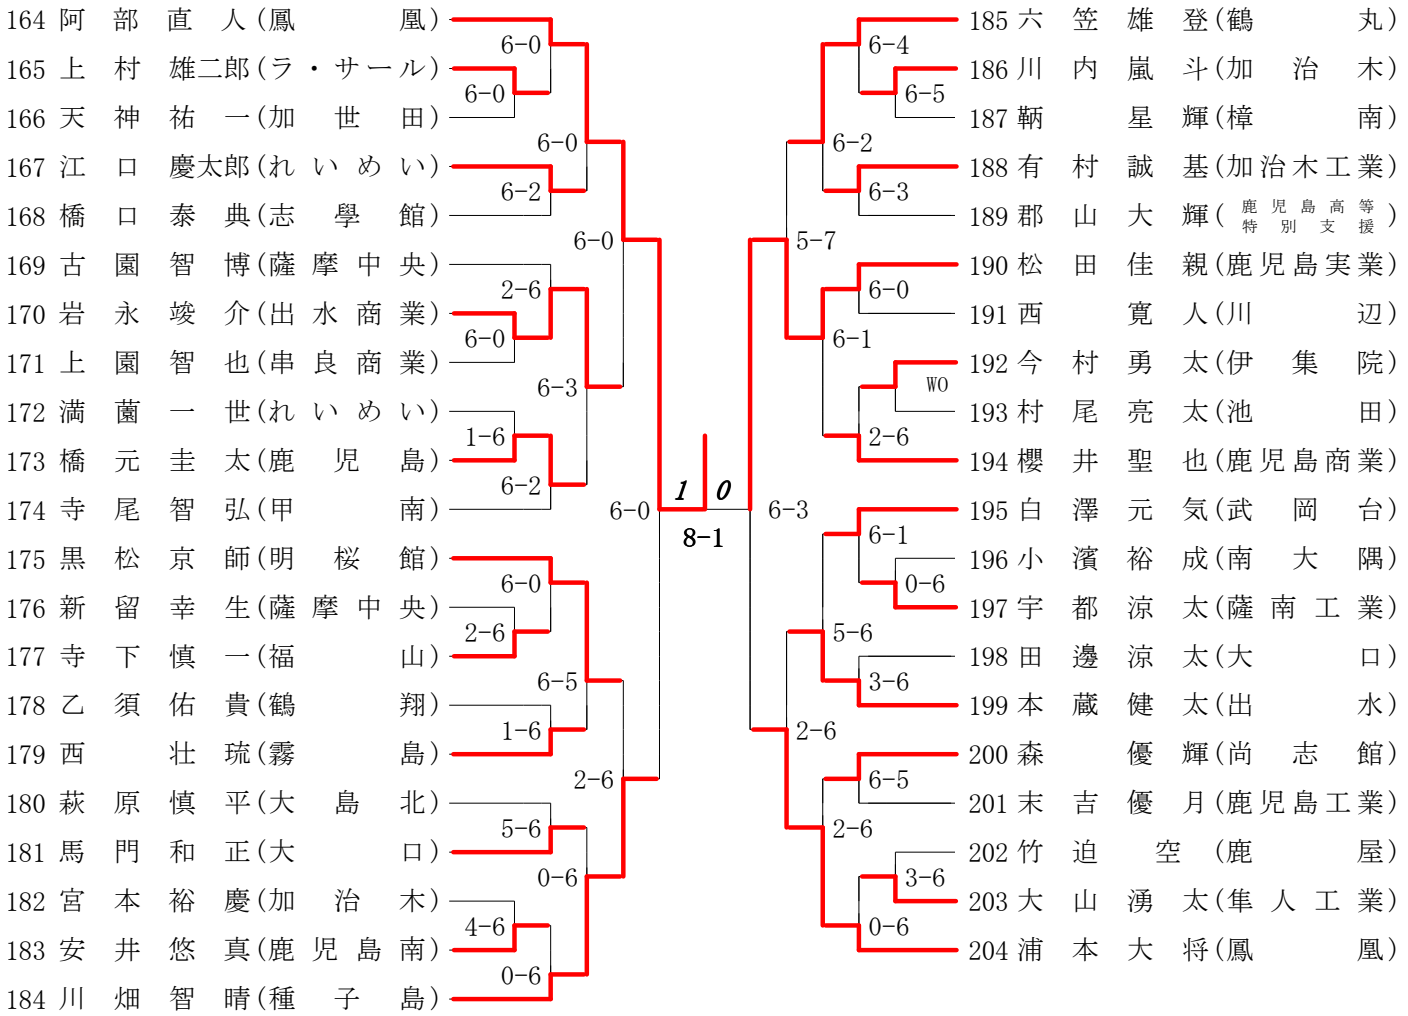 164 阿部直人(鳳凰)
6-0
165 上村雄二郎(ラ・サール)
6-0
166 天神祐一(加世田)
6-0
167 江口慶太郎(れいめい)
6-2
168 橋口泰典(志學館)
6-0
169 古園智博(薩摩中央)
2-6
170 岩永竣介(出水商業)
6-0
171 上園智也(串良商業)
6-3
172 満薗一世(れいめい)
1-6
173 橋元圭太(鹿児島)
6-2
174 寺尾智弘(甲南)
6-0
175 黒松京師(明桜館)
6-0
176 新留幸生(薩摩中央)
2-6
177 寺下慎一(福山)
6-5
178 乙須佑貴(鶴翔)
1-6
179 西壮琉(霧島)
2-6
180 萩原慎平(大島北)
5-6
181 馬門和正(大口)
0-6
182 宮本裕慶(加治木)
4-6
183 安井悠真(鹿児島南)
0-6
184 川畑智晴(種子島)
1 0
8-1
185 六笠雄登(鶴丸)
6-4
186 川内嵐斗(加治木)
6-5
187 鞆星輝(樟南)
6-2
188 有村誠基(加治木工業)
6-3
189 郡山大輝(鹿児島高等特別支援)
5-7
190 松田佳親(鹿児島実業)
6-0
191 西寛人(川辺)
6-1
192 今村勇太(伊集院)
WO
193 村尾亮太(池田)
2-6
194 櫻井聖也(鹿児島商業)
6-3
195 白澤元気(武岡台)
6-1
196 小濱裕成(南大隅)
0-6
197 宇都涼太(薩南工業)
5-6
198 田邊涼太(大口)
3-6
199 本蔵健太(出水)
2-6
200 森優輝(尚志館)
6-5
201 末吉優月(鹿児島工業)
2-6
202 竹迫空(鹿屋)
3-6
203 大山湧太(隼人工業)
0-6
204 浦本大将(鳳凰)